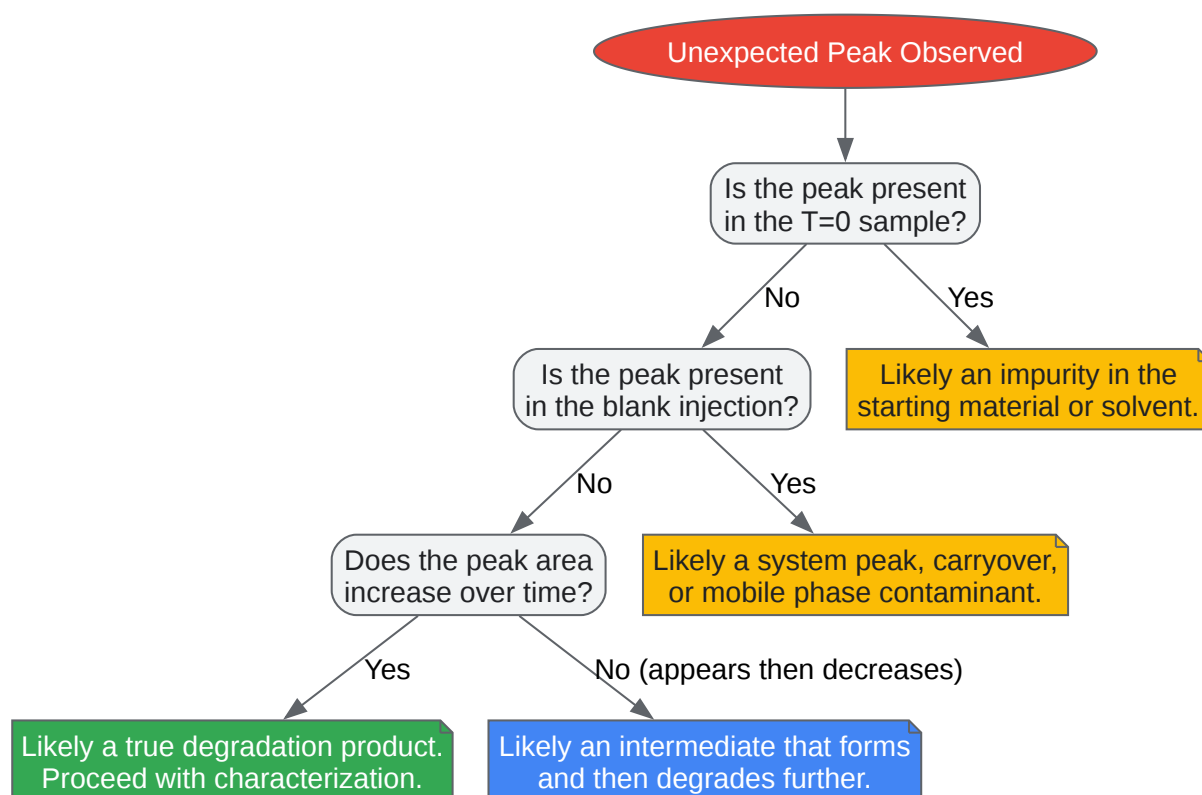 Unexpected Peak Observed
Is the peak present
in the T=0 sample?
No
Yes
Is the peak present
in the blank injection?
Likely an impurity in the
starting material or solvent.
No
Yes
Does the peak area
increase over time?
Likely a system peak, carryover,
or mobile phase contaminant.
Yes
No (appears then decreases)
Likely a true degradation product.
Proceed with characterization.
Likely an intermediate that forms
and then degrades further.